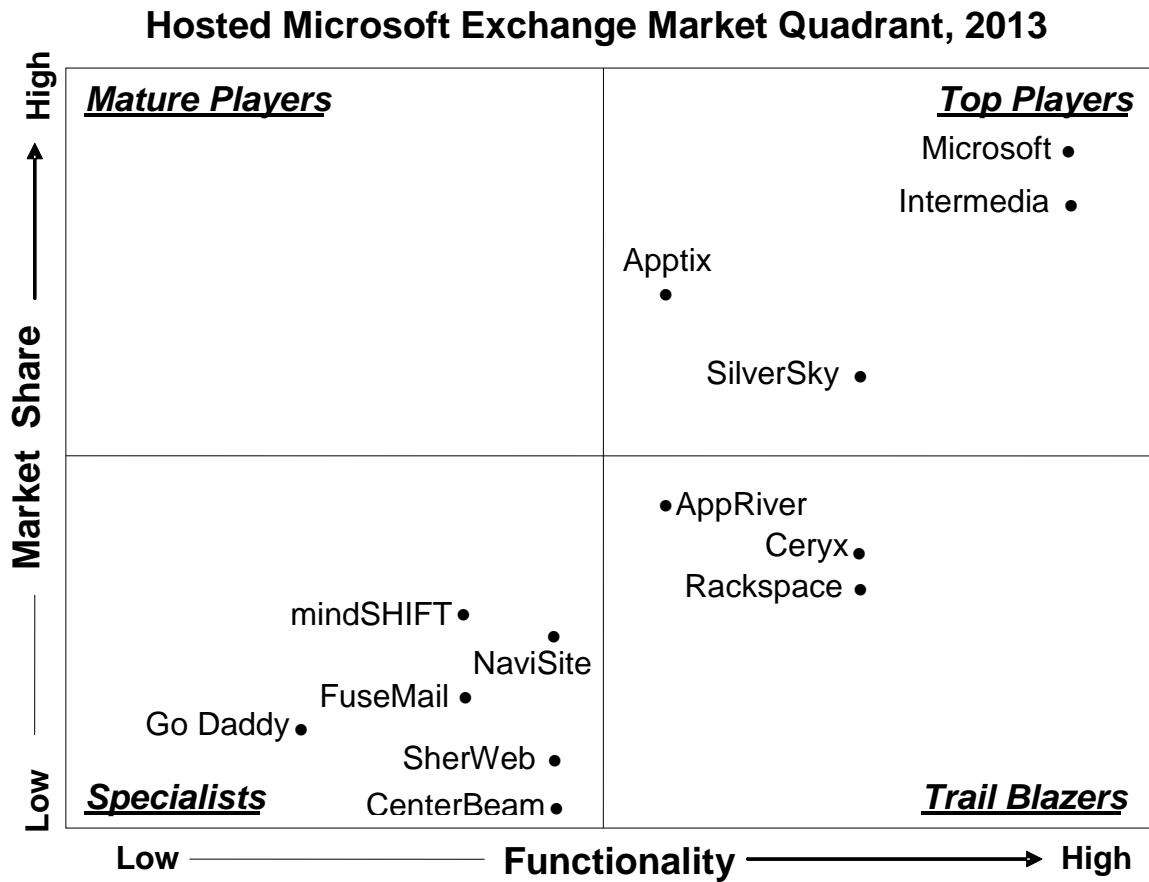 Hosted Microsoft Exchange Market Quadrant, 2013
High
Mature Players
Top Players
Microsoft
Intermedia
Apptix
SilverSky
Market Share
AppRiver
Ceryx
Rackspace
mindSHIFT
NaviSite
FuseMail
Go Daddy
SherWeb
CenterBeam
Low
Specialists
Trail Blazers
Low
Functionality
High